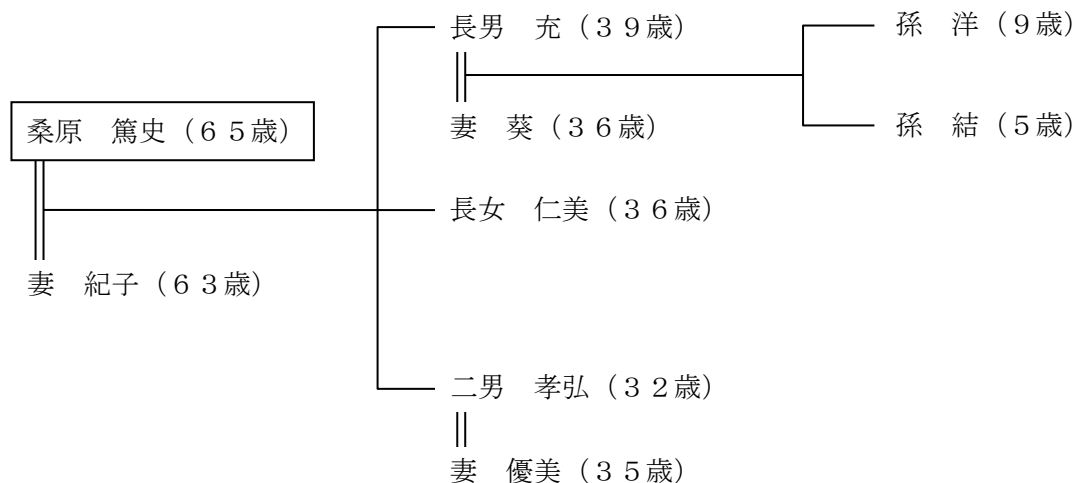 桑原　篤史（６５歳）
妻　紀子（６３歳）
長男　充（３９歳）
妻　葵（３６歳）
孫　洋（９歳）
孫　結（５歳）
長女　仁美（３６歳）
二男　孝弘（３２歳）
妻　優美（３５歳）